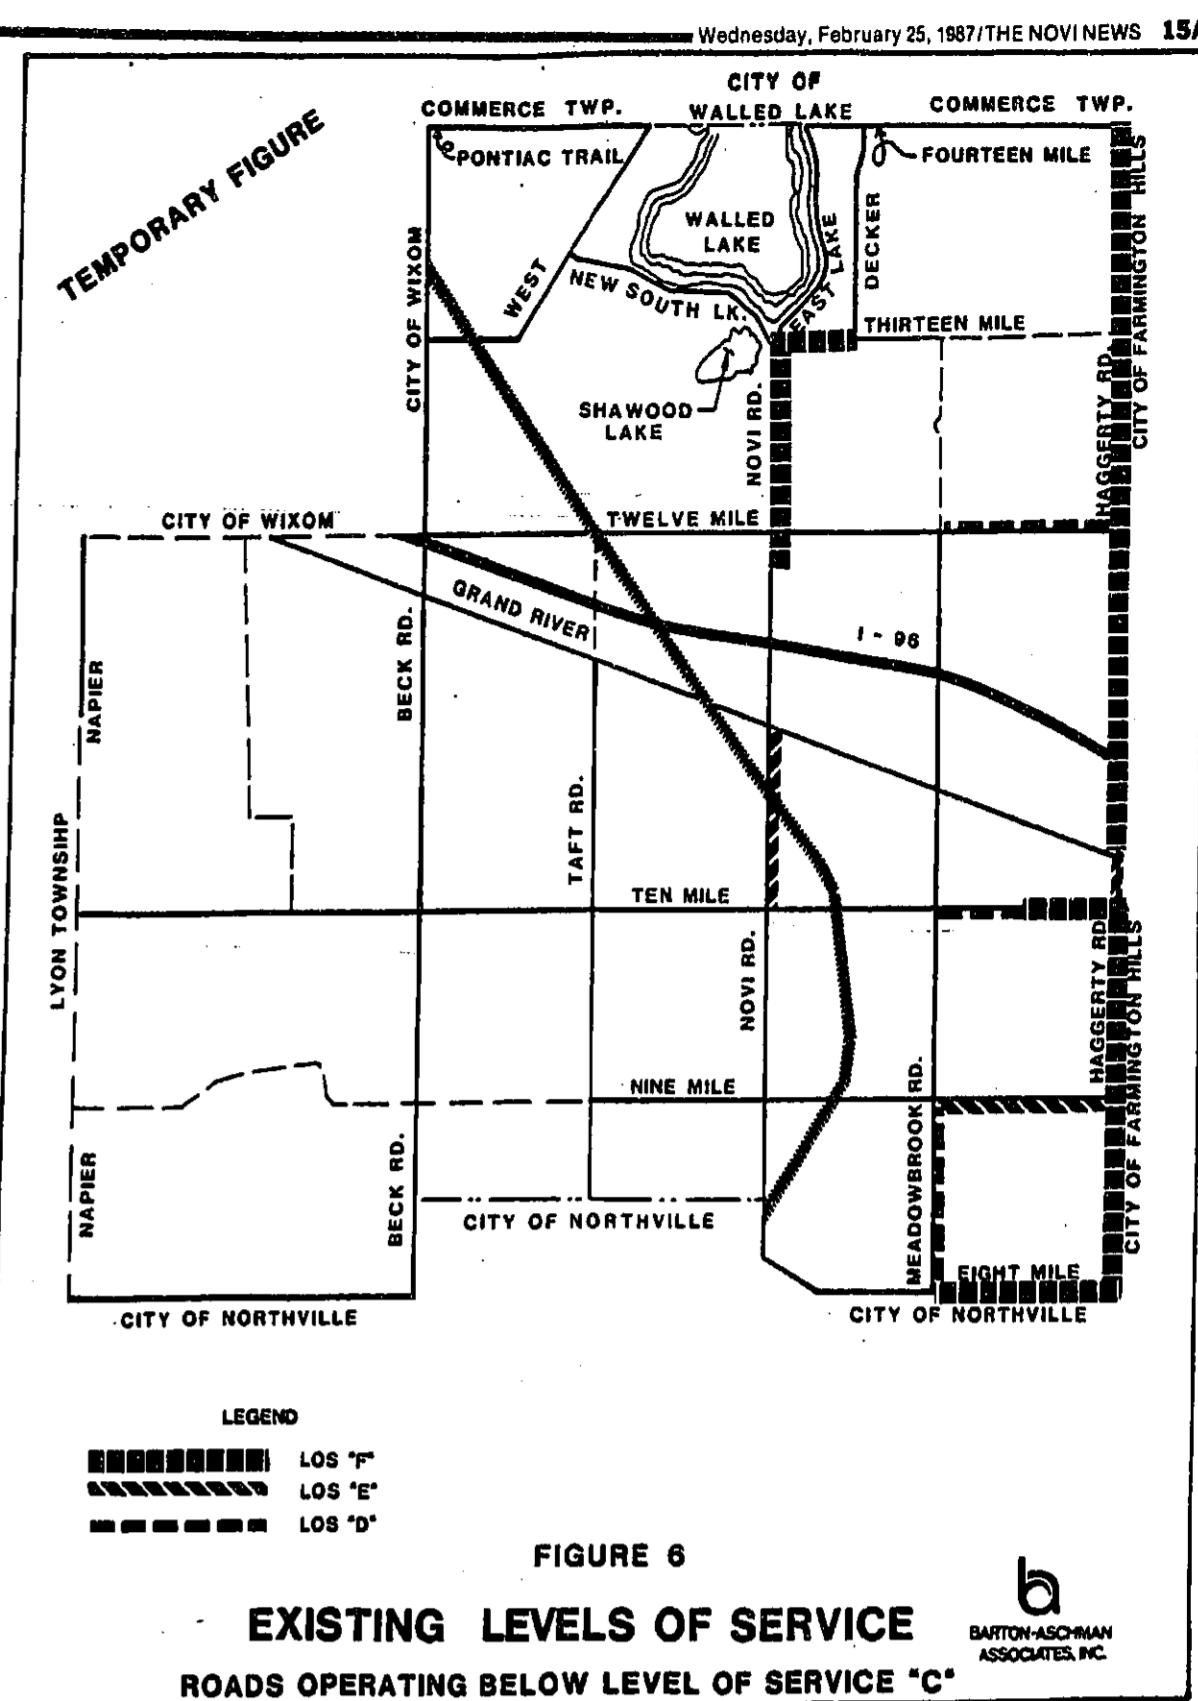 Wednesday, February 25, 1987/THE NOVI NEWS 15A
TEMPORARY FIGURE
COMMERCE TWP.
CITY OF
WALLED LAKE
COMMERCE TWP.
PONTIAC TRAIL
FOURTEEN MILE
CITY OF FARMINGTON HILLS
WALLED
LAKE
DECKER
EAST LAKE
CITY OF WIXOM
WEST
NEW SOUTH LK.
THIRTEEN MILE
SHAWOOD
LAKE
NOVI RD.
HAGGERTY RD.
CITY OF WIXOM
TWELVE MILE
GRAND RIVER
I - 96
BECK RD.
NAPIER
TAFT RD.
LYON TOWNSIHP
TEN MILE
NOVI RD.
HAGGERTY RD
CITY OF FARMINGTON HILLS
NINE MILE
MEADOWBROOK RD.
NAPIER
BECK RD.
CITY OF NORTHVILLE
EIGHT MILE
CITY OF NORTHVILLE
CITY OF NORTHVILLE
LEGEND
LOS "F"
LOS "E"
LOS "D"
FIGURE 6
EXISTING LEVELS OF SERVICE
ROADS OPERATING BELOW LEVEL OF SERVICE "C"
ba
BARTON-ASCHMAN
ASSOCIATES, INC.